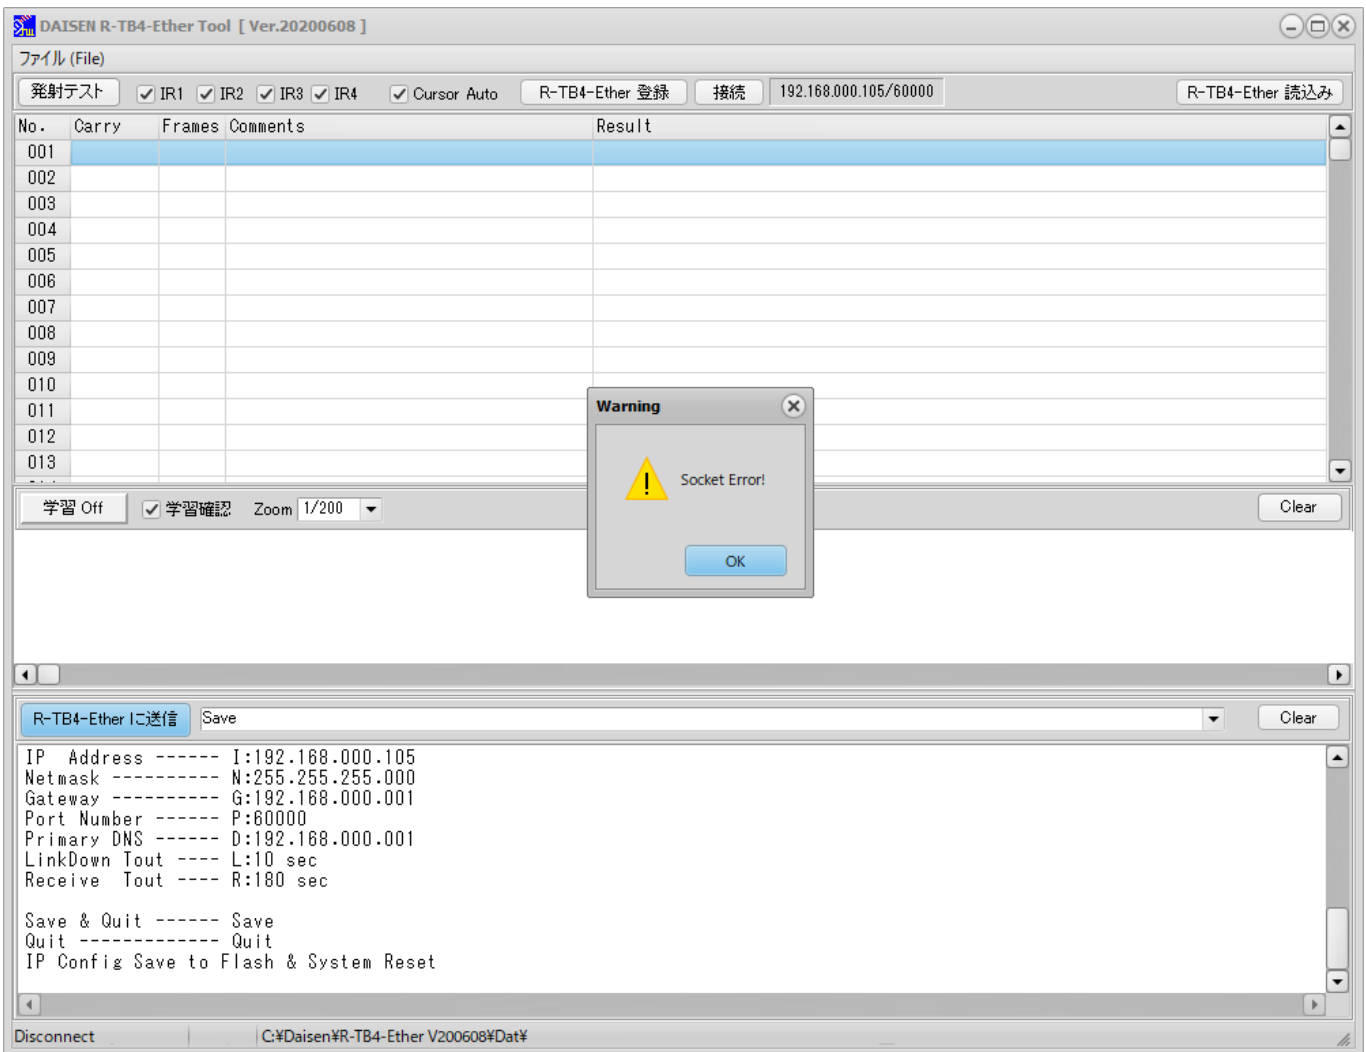 DAISEN R-TB4-Ether Tool [ Ver.20200608 ]
ファイル (File)
発射テスト IR1 IR2 IR3 IR4 Cursor Auto R-TB4-Ether 登録 接続 192.168.000.105/60000 R-TB4-Ether 読込み
No. Carry Frames Comments Result
001
002
003
004
005
006
007
008
009
010
011
012
013
Warning
Socket Error!
OK
学習 Off 学習確認 Zoom 1/200 Clear
R-TB4-Ether に送信 Save Clear
IP Address ------ I:192.168.000.105
Netmask ---------- N:255.255.255.000
Gateway ---------- G:192.168.000.001
Port Number ------ P:60000
Primary DNS ------ D:192.168.000.001
LinkDown Tout ---- L:10 sec
Receive Tout ---- R:180 sec
Save & Quit ------ Save
Quit ------------- Quit
IP Config Save to Flash & System Reset
Disconnect C:¥Daisen¥R-TB4-Ether V200608¥Dat¥